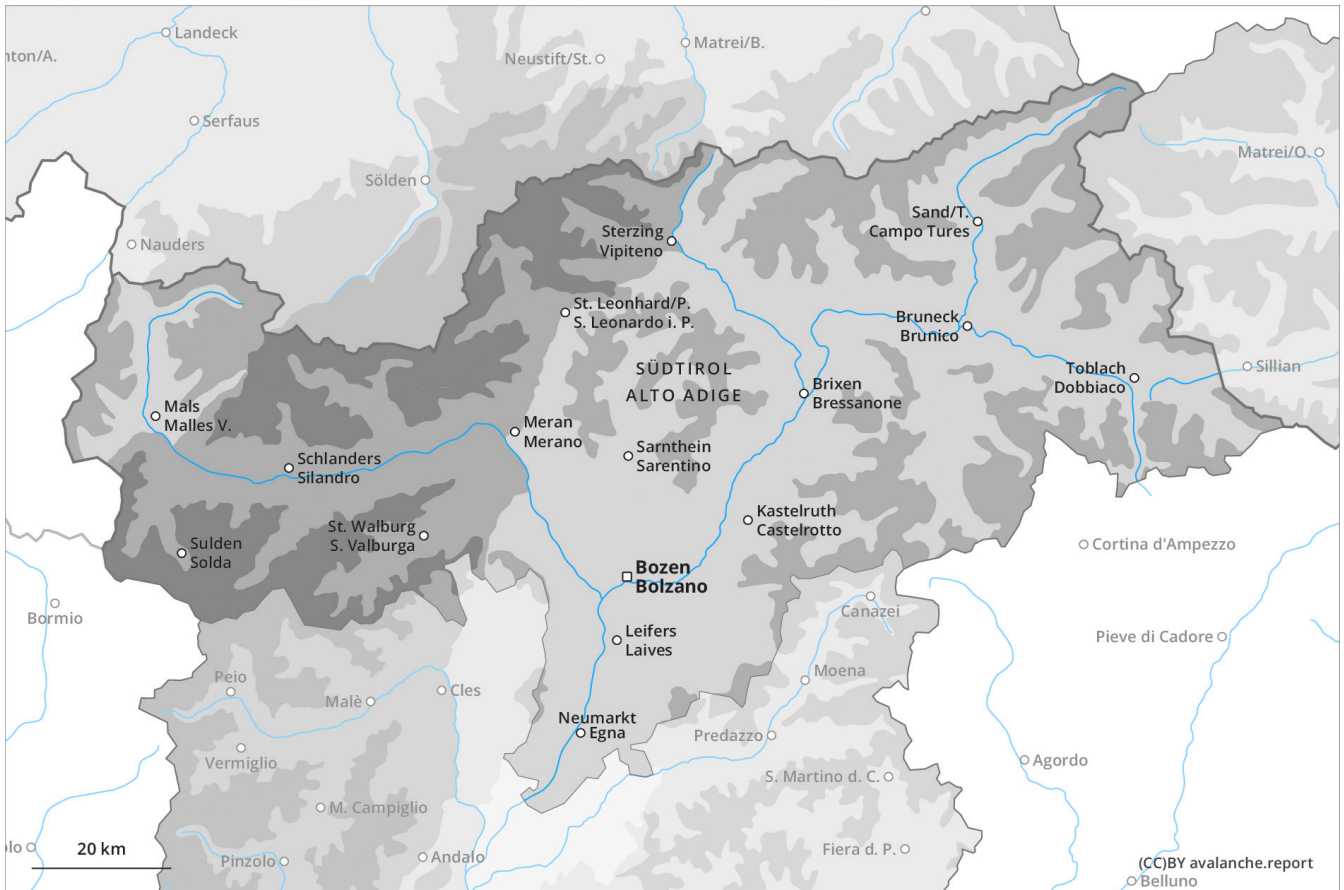 Landeck
Matrei/B.
nton/A.
Neustift/St.
Serfaus
Matrei/O.
Sölden
Sand/T.
Campo Tures
Sterzing
Vipiteno
Nauders
St. Leonhard/P.
S. Leonardo i. P.
Bruneck
Brunico
SÜDTIROL
ALTO ADIGE
Toblach
Dobbiaco
Sillian
Brixen
Bressanone
Mals
Malles V.
Meran
Merano
Schlanders
Silandro
Sarnthein
Sarentino
Kastelruth
Castelrotto
St. Walburg
S. Valburga
Sulden
Solda
Cortina d'Ampezzo
Bozen
Bolzano
Bormio
Canazei
Leifers
Laives
Pieve di Cadore
Peio
Malè
Cles
Moena
Neumarkt
Egna
Predazzo
Vermiglio
Agordo
S. Martino d. C.
M. Campiglio
20 km
Pinzolo
Andalo
Fiera d. P.
(CC)BY avalanche.report
Belluno